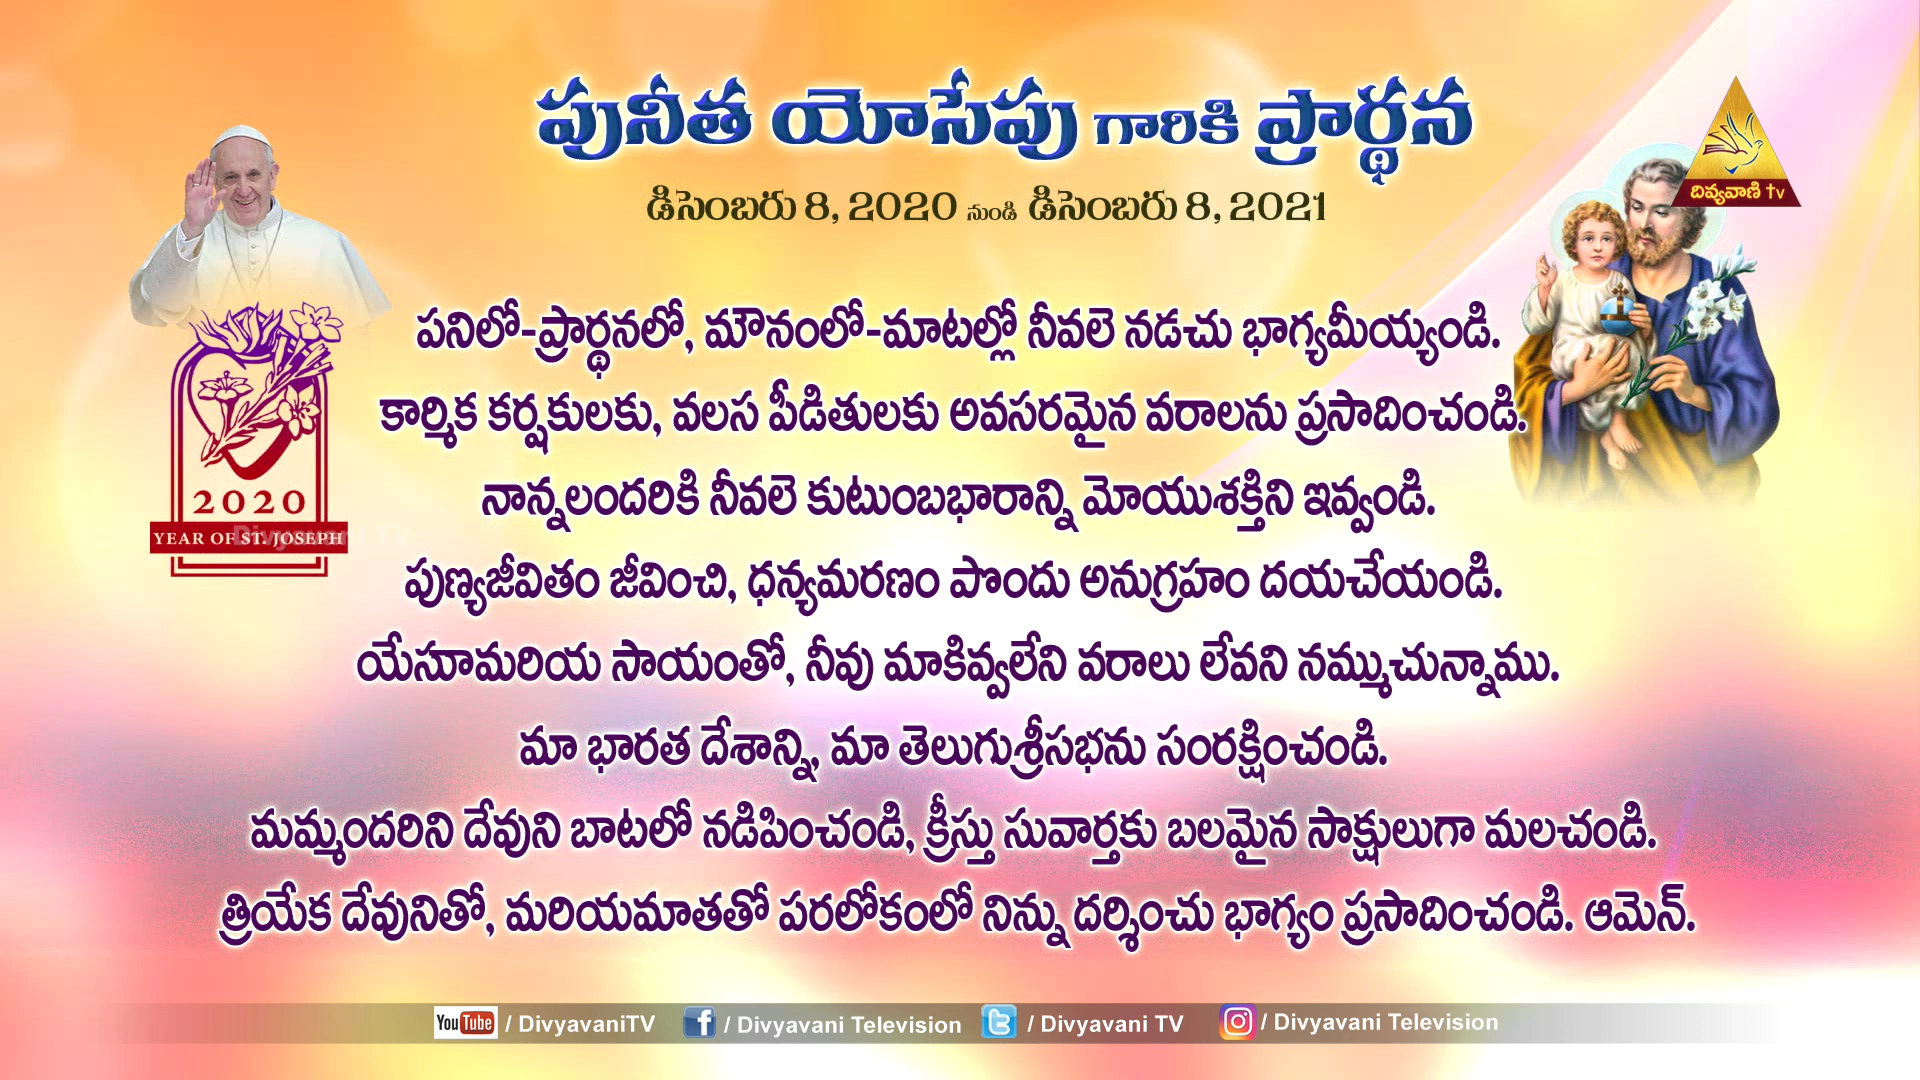 పునీత యోసేపు గారికి ప్రార్థన
డిసెంబరు 8, 2020 నుండి డిసెంబరు 8, 2021
దివ్యవాణి tv
పనిలో-ప్రార్థనలో, మౌనంలో-మాటల్లో నీవలె నడచు భాగ్యమీయ్యండి.
కార్మిక కర్షకులకు, వలస పీడితులకు అవసరమైన వరాలను ప్రసాదించండి.
నాన్నలందరికి నీవలె కుటుంబభారాన్ని మోయుశక్తిని ఇవ్వండి.
2020
YEAR OF ST. JOSEPH
Divyavani TV
పుణ్యజీవితం జీవించి, ధన్యమరణం పొందు అనుగ్రహం దయచేయండి.
యేసూమరియ సాయంతో, నీవు మాకివ్వలేని వరాలు లేవని నమ్ముచున్నాము.
మా భారత దేశాన్ని, మా తెలుగుశ్రీసభను సంరక్షించండి.
మమ్మందరిని దేవుని బాటలో నడిపించండి, క్రీస్తు సువార్తకు బలమైన సాక్షులుగా మలచండి.
త్రియేక దేవునితో, మరియమాతతో పరలోకంలో నిన్ను దర్శించు భాగ్యం ప్రసాదించండి. ఆమెన్.
YouTube / DivyavaniTV / Divyavani Television / Divyavani TV / Divyavani Television